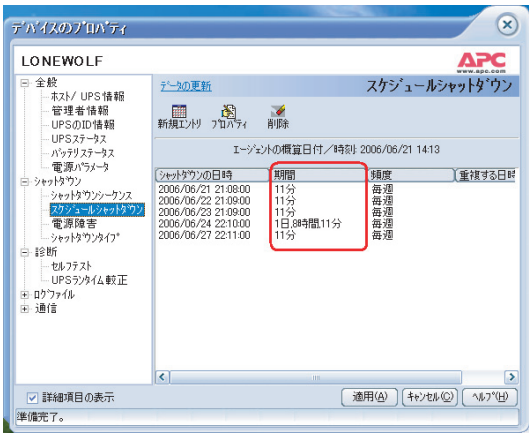 デバイスのプロパティ
LONEWOLF
APC
www.apc.com
全般
ホスト/ UPS情報
管理者情報
UPSのID情報
UPSステータス
バッテリステータス
電源パラメータ
シャットダウン
シャットダウンシーケンス
スケジュールシャットダウン
電源障害
シャットダウンタイプ
診断
セルフテスト
UPSランタイム較正
ログファイル
通信
データの更新
スケジュールシャットダウン
新規エントリ プロパティ 削除
エージェントの概算日付/時刻: 2006/06/21 14:13
シャットダウンの日時 期間 頻度 重複する日時
2006/06/21 21:08:00 11分 毎週
2006/06/22 21:09:00 11分 毎週
2006/06/23 21:09:00 11分 毎週
2006/06/24 22:10:00 1日,8時間,11分 毎週
2006/06/27 22:11:00 11分 毎週
詳細項目の表示
適用(A) キャンセル(C) ヘルプ(H)
準備完了。